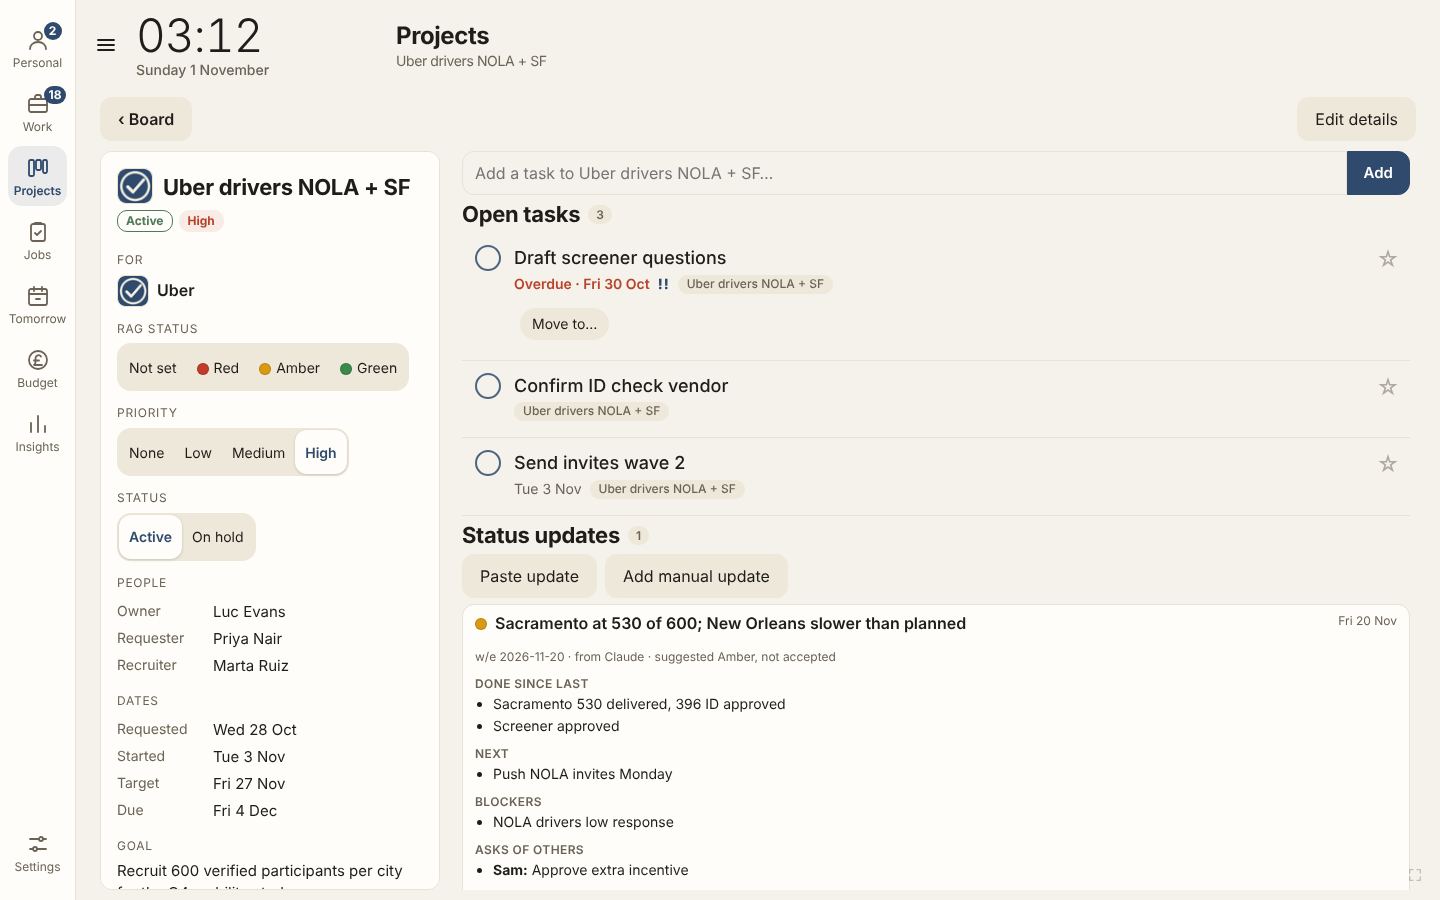 2
Personal
18
Work
Projects
Jobs
Tomorrow
£
Budget
Insights
Settings
03:12
Sunday 1 November
Projects
Uber drivers NOLA + SF
‹ Board
Edit details
Uber drivers NOLA + SF
Active High
FOR
Uber
RAG STATUS
Not set Red Amber Green
PRIORITY
None Low Medium High
STATUS
Active On hold
PEOPLE
Owner Luc Evans
Requester Priya Nair
Recruiter Marta Ruiz
DATES
Requested Wed 28 Oct
Started Tue 3 Nov
Target Fri 27 Nov
Due Fri 4 Dec
GOAL
Recruit 600 verified participants per city
Add a task to Uber drivers NOLA + SF...
Add
Open tasks 3
Draft screener questions
Overdue · Fri 30 Oct !! Uber drivers NOLA + SF
Move to...
Confirm ID check vendor
Uber drivers NOLA + SF
Send invites wave 2
Tue 3 Nov Uber drivers NOLA + SF
Status updates 1
Paste update Add manual update
Sacramento at 530 of 600; New Orleans slower than planned Fri 20 Nov
w/e 2026-11-20 · from Claude · suggested Amber, not accepted
DONE SINCE LAST
• Sacramento 530 delivered, 396 ID approved
• Screener approved
NEXT
• Push NOLA invites Monday
BLOCKERS
• NOLA drivers low response
ASKS OF OTHERS
• Sam: Approve extra incentive